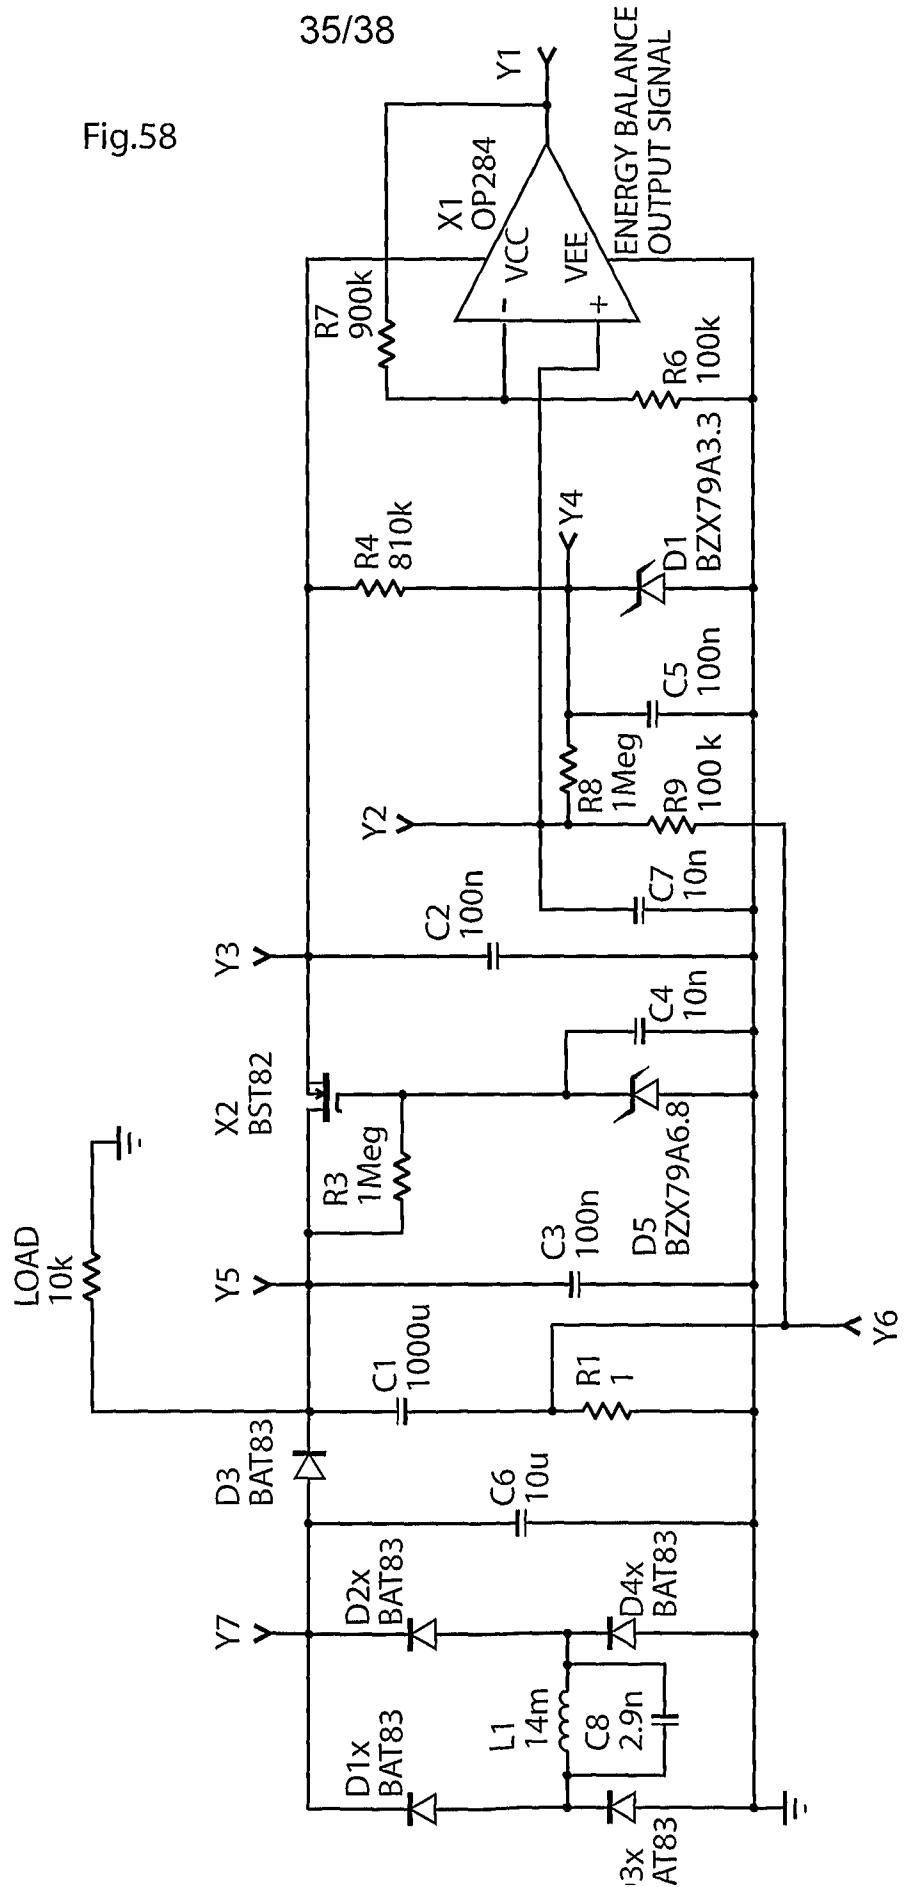 35/38
Fig.58
Y1
ENERGY BALANCE
OUTPUT SIGNAL
X1
OP284
VCC
VEE
-
+
R7
900k
R6
100k
R4
810k
Y4
D1
BZX79A3.3
C5
100n
R8
1Meg
R9
100 k
Y2
C7
10n
C2
100n
Y3
C4
10n
X2
BST82
R3
1Meg
D5
BZX79A6.8
LOAD
10k
C3
100n
Y5
Y6
C1
1000u
R1
1
D3
BAT83
C6
10u
D2x
BAT83
D4x
BAT83
Y7
L1
14m
C8
2.9n
D1x
BAT83